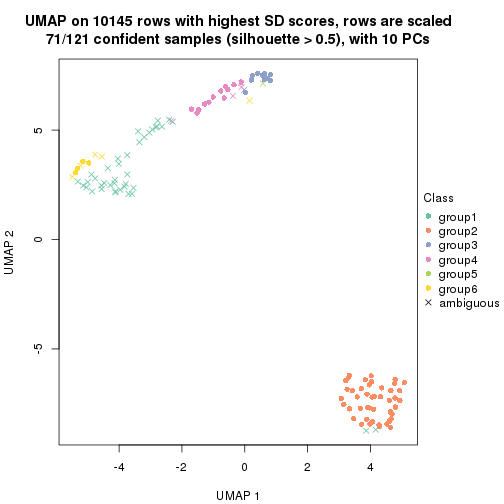 UMAP on 10145 rows with highest SD scores, rows are scaled
71/121 confident samples (silhouette > 0.5), with 10 PCs
UMAP 2
5
0
-5
-4
-2
0
2
4
UMAP 1
Class
group1
group2
group3
group4
group5
group6
ambiguous